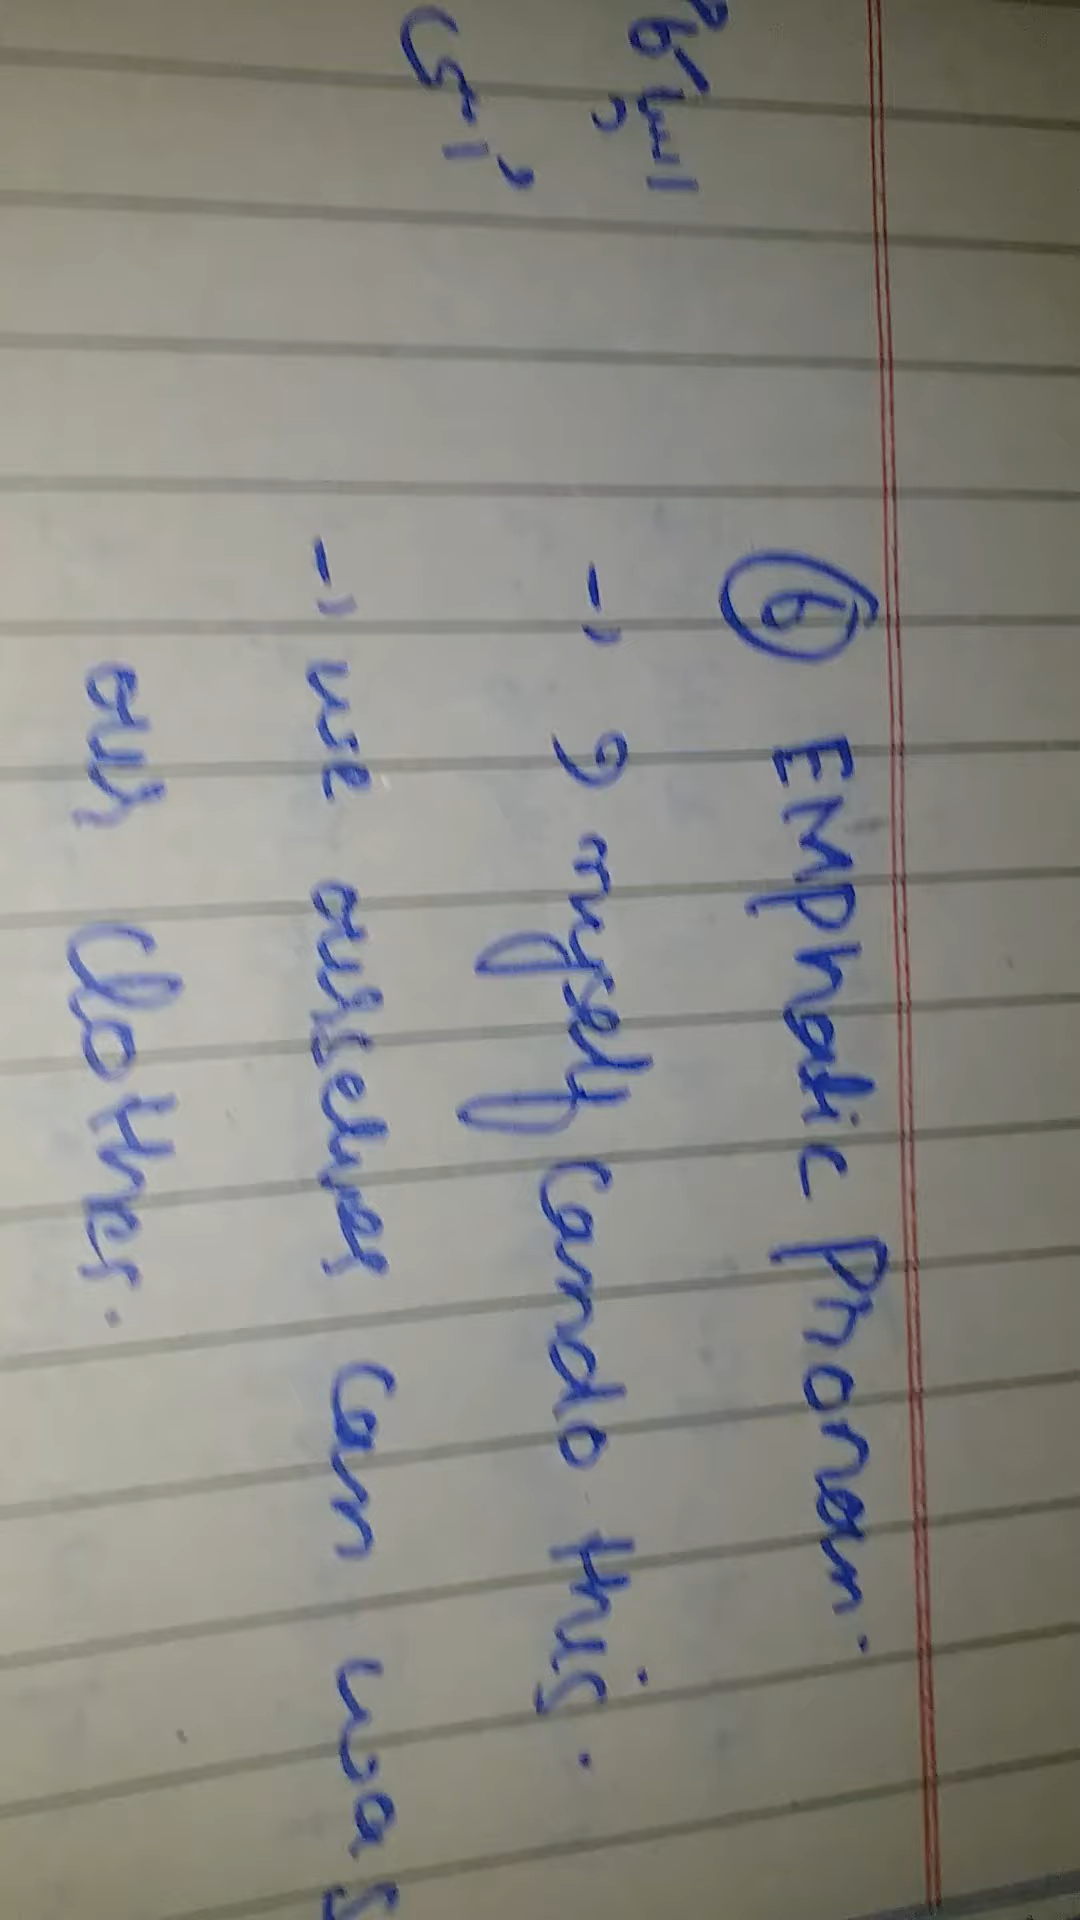 ⑥ EMphatic Pronoun.
-> I myself can do this.
-> we ourselves can was
our Clothes.